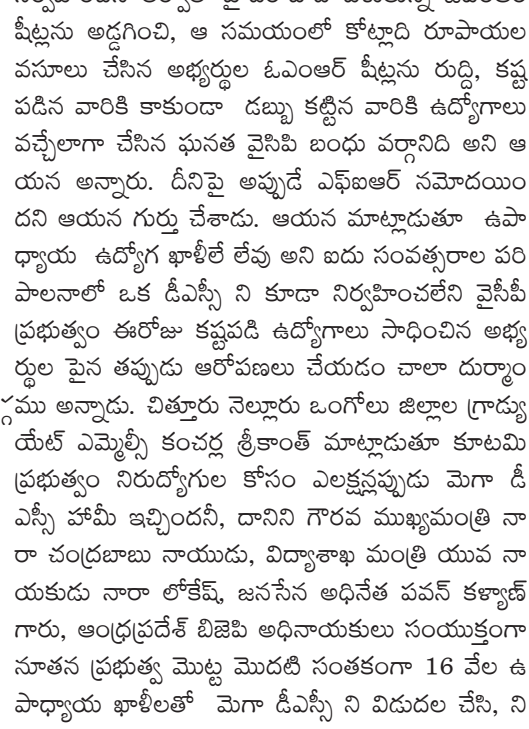 షీట్లను అడ్డగించి, ఆ సమయంలో కోట్లాది రూపాయల
వసూలు చేసిన అభ్యర్థుల ఓఎంఆర్ షీట్లను రుద్ది, కష్ట
పడిన వారికి కాకుండా డబ్బు కట్టిన వారికి ఉద్యోగాలు
వచ్చేలాగా చేసిన ఘనత వైసిపి బంధు వర్గానిది అని ఆ
యన అన్నారు. దీనిపై అప్పుడే ఎఫ్ఐఆర్ నమోదయిం
దని ఆయన గుర్తు చేశాడు. ఆయన మాట్లాడుతూ ఉపా
ధ్యాయ ఉద్యోగ ఖాళీలే లేవు అని ఐదు సంవత్సరాల పరి
పాలనాలో ఒక డీఎస్సీ ని కూడా నిర్వహించలేని వైసీపీ
ప్రభుత్వం ఈరోజు కష్టపడి ఉద్యోగాలు సాధించిన అభ్య
ర్థుల పైన తప్పుడు ఆరోపణలు చేయడం చాలా దుర్మాం
ర్గము అన్నాడు. చిత్తూరు నెల్లూరు ఒంగోలు జిల్లాల గ్రాడ్యు
యేట్ ఎమ్మెల్సీ కంచర్ల శ్రీకాంత్ మాట్లాడుతూ కూటమి
ప్రభుత్వం నిరుద్యోగుల కోసం ఎలక్షన్లప్పుడు మెగా డీ
ఎస్సీ హామీ ఇచ్చిందనీ, దానిని గౌరవ ముఖ్యమంత్రి నా
రా చంద్రబాబు నాయుడు, విద్యాశాఖ మంత్రి యువ నా
యకుడు నారా లోకేష్, జనసేన అధినేత పవన్ కళ్యాణ్
గారు, ఆంధ్రప్రదేశ్ బిజెపి అధినాయకులు సంయుక్తంగా
నూతన ప్రభుత్వ మొట్ట మొదటి సంతకంగా 16 వేల ఉ
పాధ్యాయ ఖాళీలతో మెగా డీఎస్సీ ని విడుదల చేసి, ని